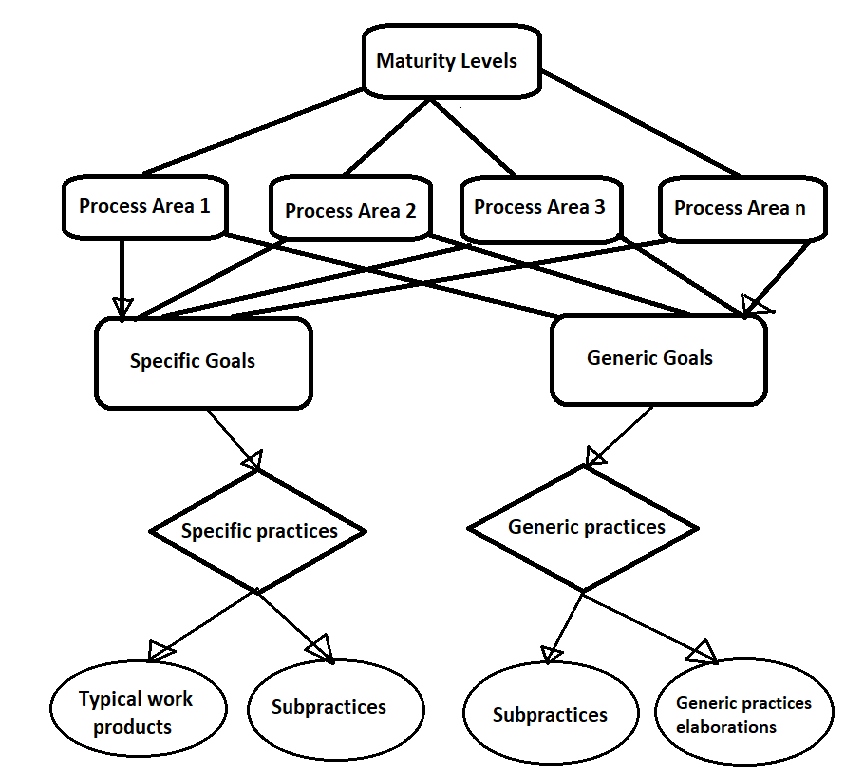 Maturity Levels
Process Area 1
Process Area 2
Process Area 3
Process Area n
Specific Goals
Generic Goals
Specific practices
Generic practices
Typical work
products
Subpractices
Subpractices
Generic practices
elaborations